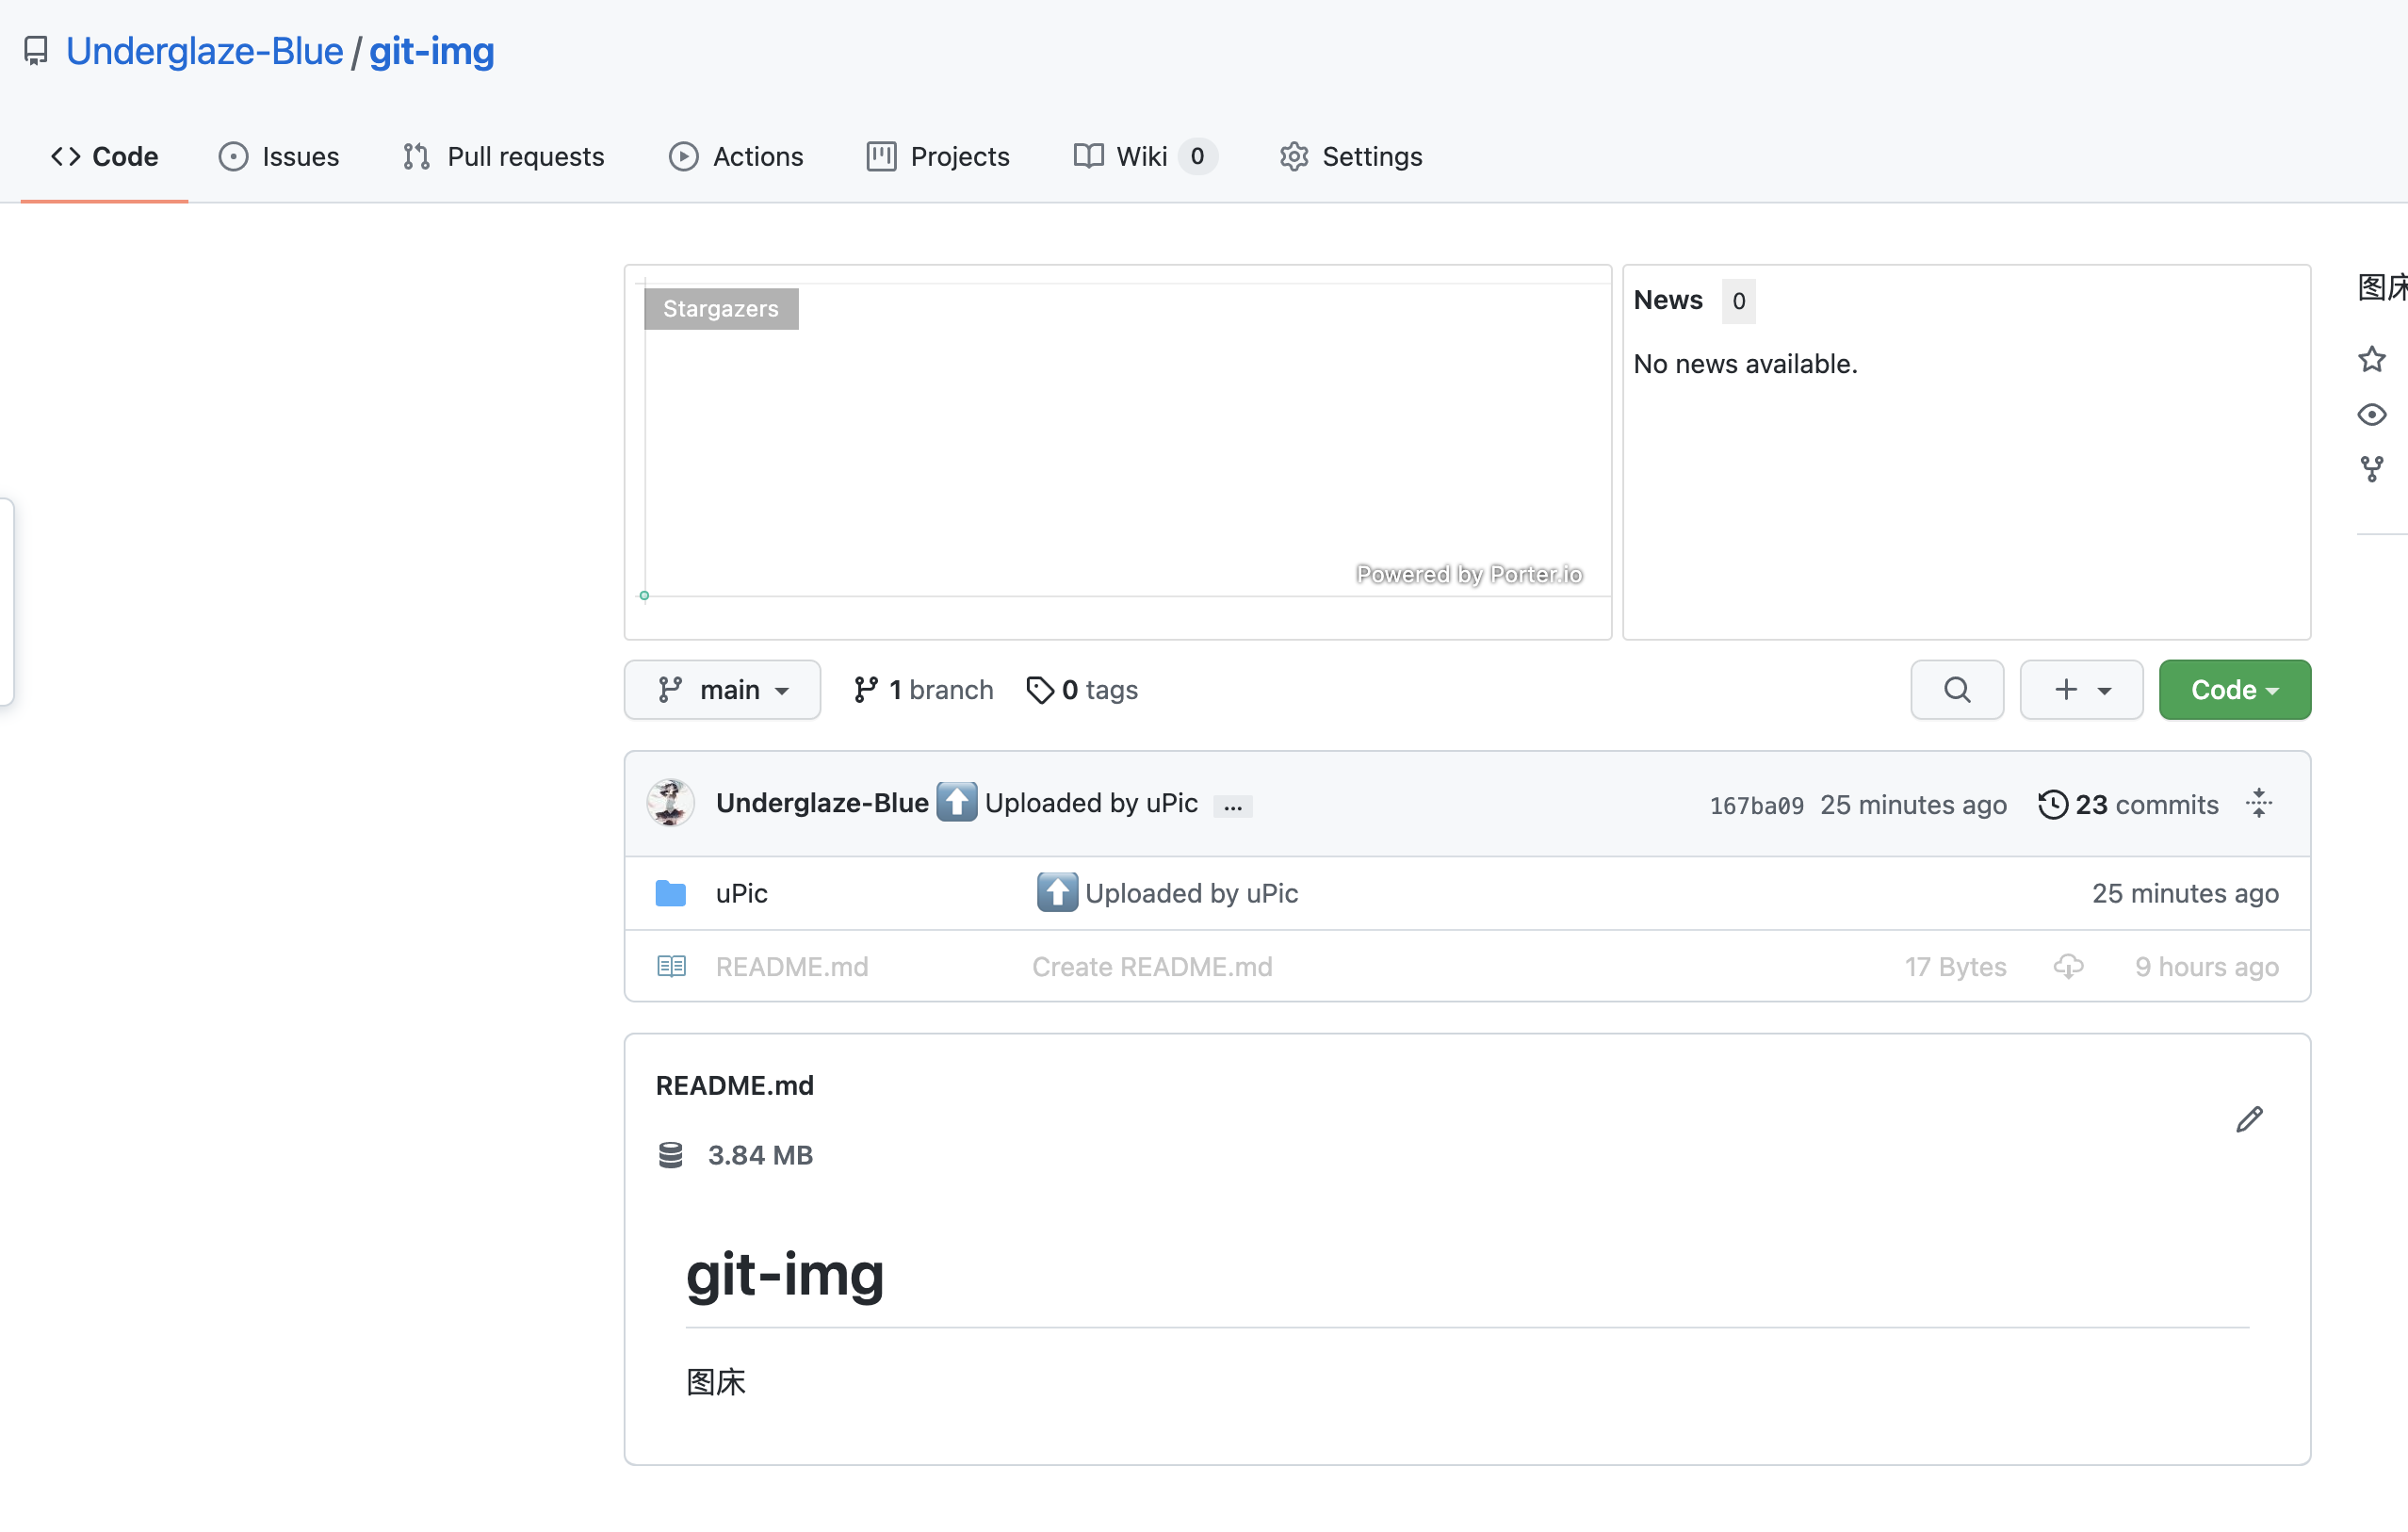 Underglaze-Blue / git-img
Code Issues Pull requests Actions Projects Wiki 0 Settings
Stargazers
Powered by Porter.io
News 0
No news available.
图床
main 1 branch 0 tags Code
Underglaze-Blue ⬆️ Uploaded by uPic ... 167ba09 25 minutes ago 23 commits
uPic ⬆️ Uploaded by uPic 25 minutes ago
README.md Create README.md 17 Bytes 9 hours ago
README.md
3.84 MB
git-img
图床